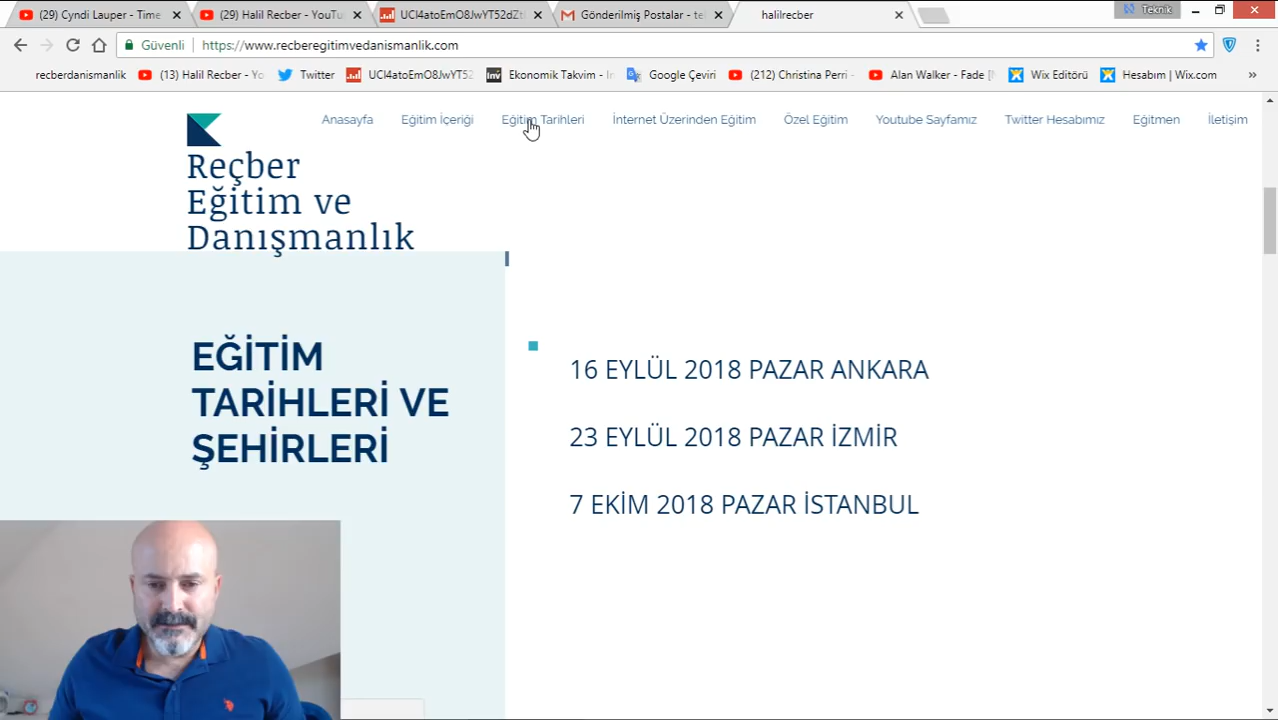 (29) Cyndi Lauper - Time
(29) Halil Recber - YouTu
UCl4atoEmO8JwYT52dZt
Gönderilmiş Postalar - te
halilrecber
Teknik
Güvenli
https://www.recberegitimvedanismanlik.com
recberdanismanlik
(13) Halil Recber - Yo
Twitter
UCl4atoEmO8JwYT52
Ekonomik Takvim - In
Google Çeviri
(212) Christina Perri -
Alan Walker - Fade [N
Wix Editörü
Hesabım | Wix.com
Anasayfa
Eğitim İçeriği
Eğitim Tarihleri
İnternet Üzerinden Eğitim
Özel Eğitim
Youtube Sayfamız
Twitter Hesabımız
Eğitmen
İletişim
Reçber
Eğitim ve
Danışmanlık
EĞİTİM
TARİHLERİ VE
ŞEHİRLERİ
16 EYLÜL 2018 PAZAR ANKARA
23 EYLÜL 2018 PAZAR İZMİR
7 EKİM 2018 PAZAR İSTANBUL